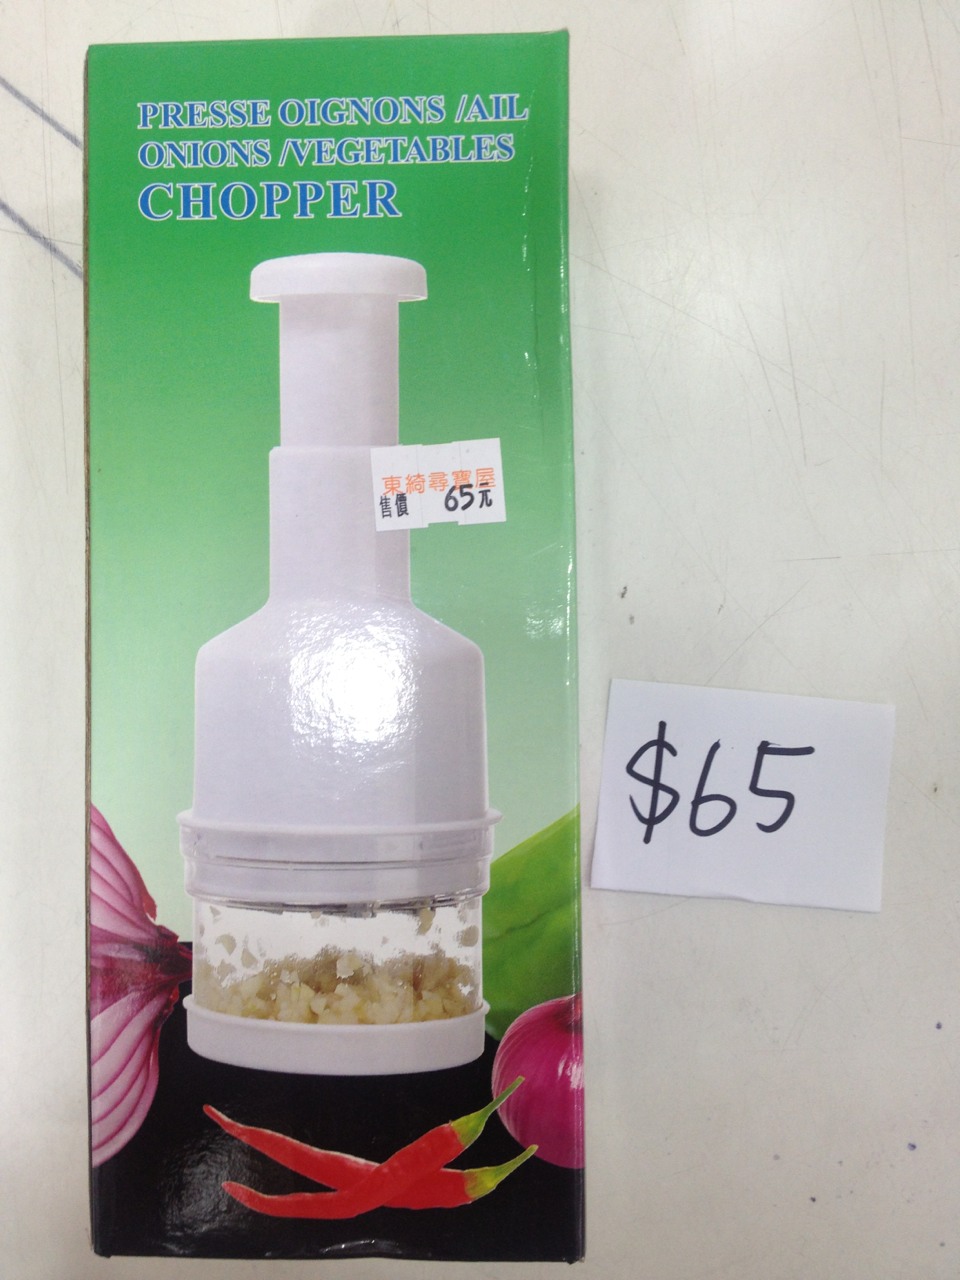 PRESSE OIGNONS /AIL
ONIONS /VEGETABLES
CHOPPER
東綺尋寶屋
售價 65元
$65